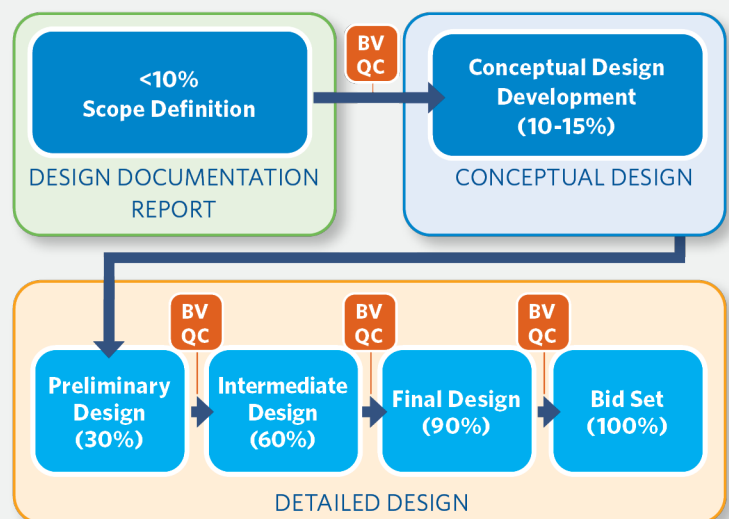 <10%
Scope Definition
DESIGN DOCUMENTATION
REPORT
BV
QC
Conceptual Design
Development
(10-15%)
CONCEPTUAL DESIGN
Preliminary
Design
(30%)
BV
QC
Intermediate
Design
(60%)
BV
QC
Final Design
(90%)
BV
QC
Bid Set
(100%)
DETAILED DESIGN